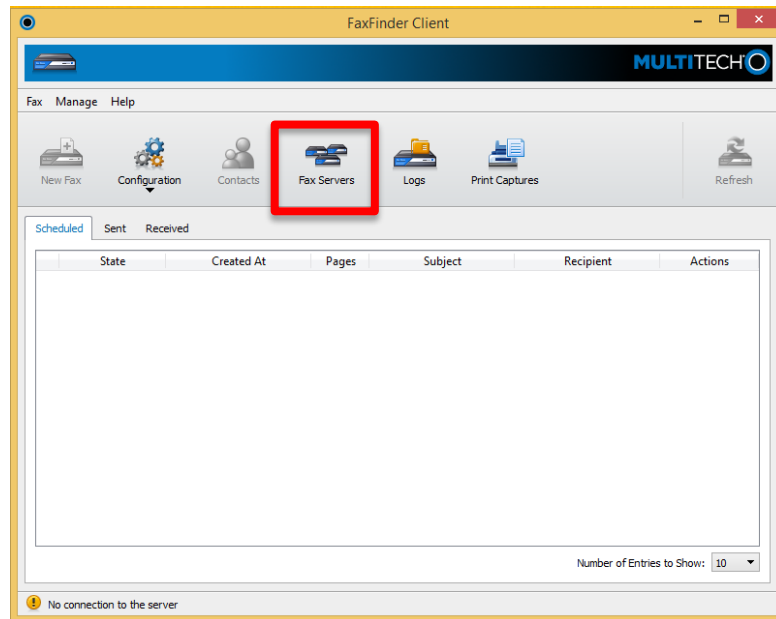 FaxFinder Client
MULTITECH
Fax Manage Help
New Fax Configuration Contacts Fax Servers Logs Print Captures Refresh
Scheduled Sent Received
State Created At Pages Subject Recipient Actions
Number of Entries to Show: 10
No connection to the server